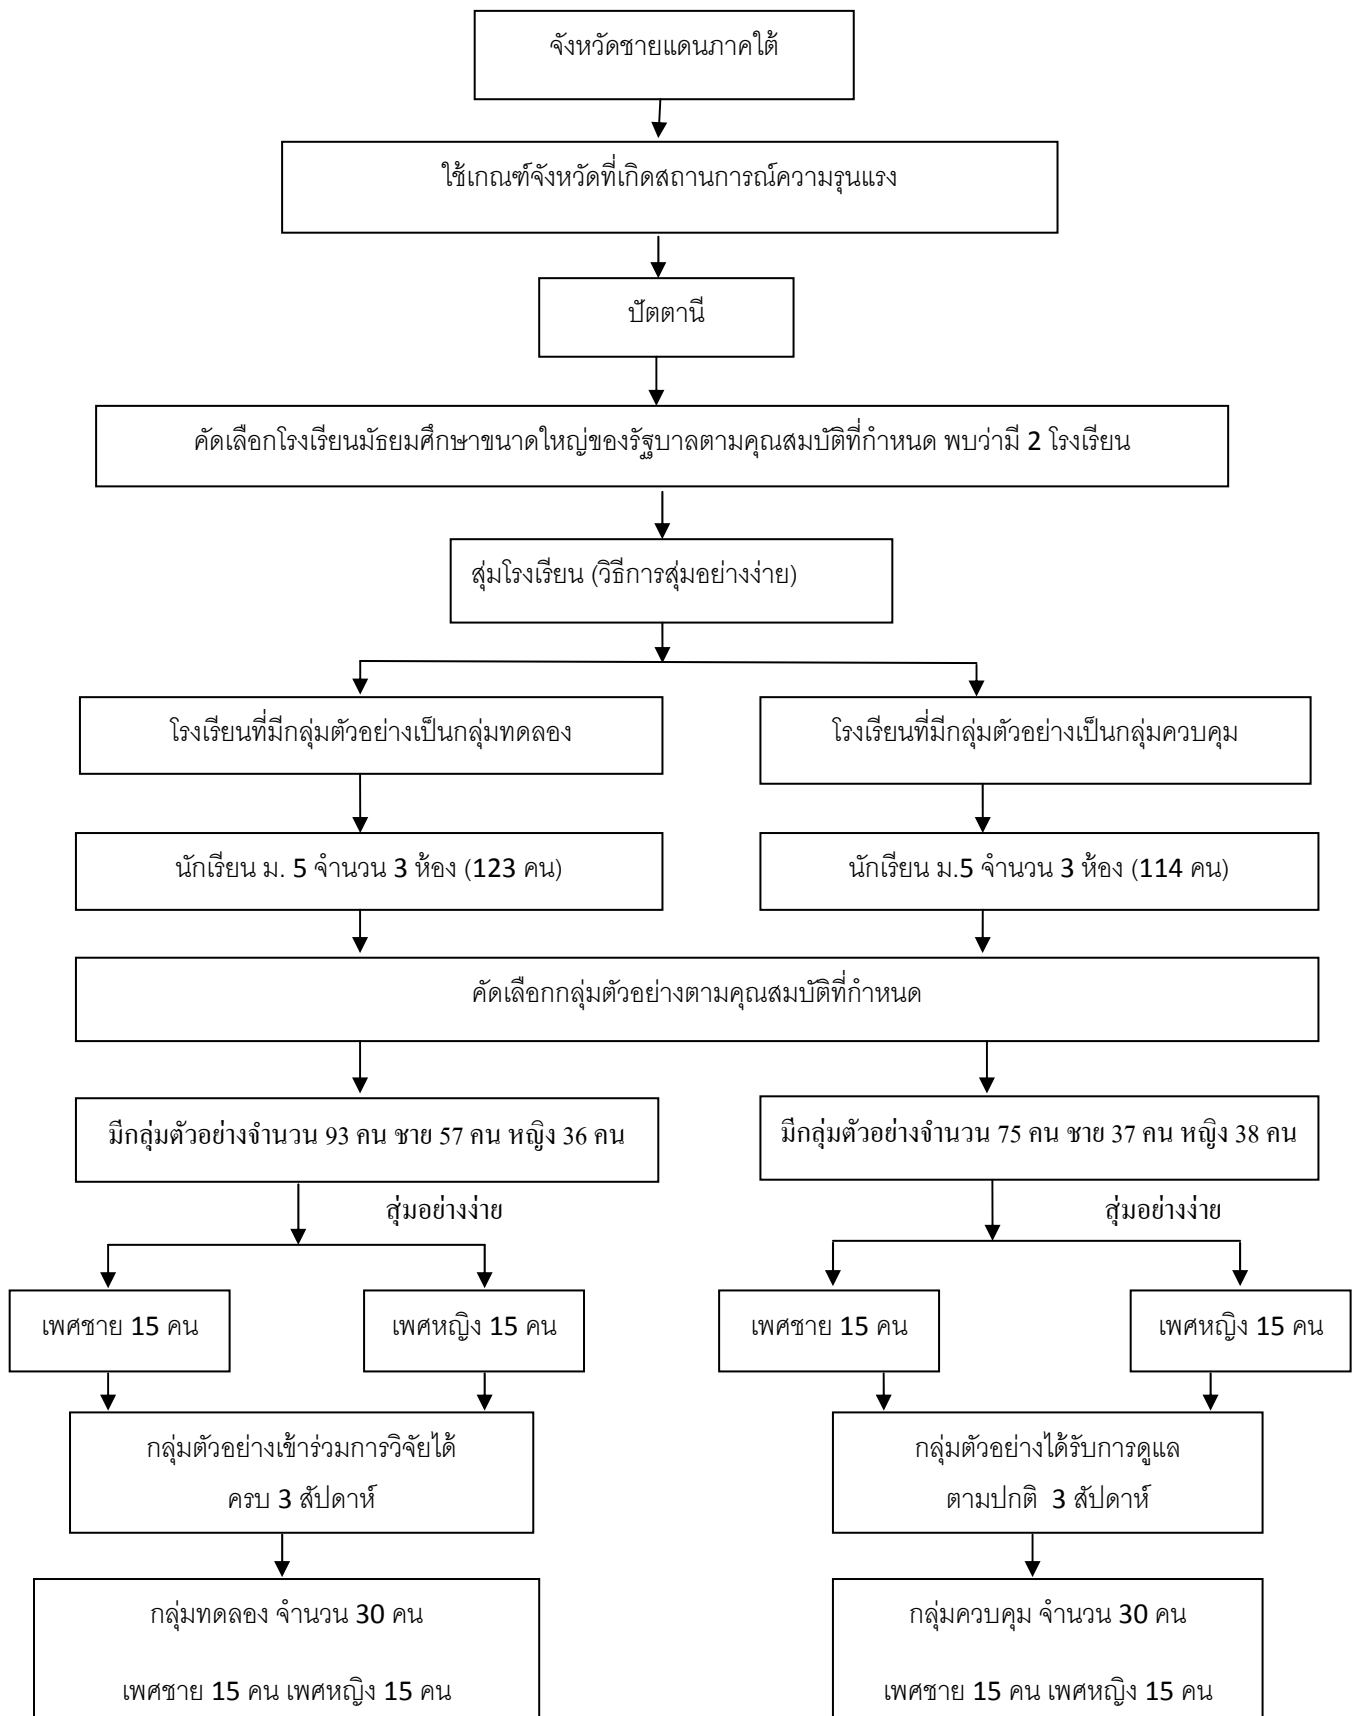 จังหวัดชายแดนภาคใต้
ใช้เกณฑ์จังหวัดที่เกิดสถานการณ์ความรุนแรง
ปัตตานี
คัดเลือกโรงเรียนมัธยมศึกษาขนาดใหญ่ของรัฐบาลตามคุณสมบัติที่กำหนด พบว่ามี 2 โรงเรียน
สุ่มโรงเรียน (วิธีการสุ่มอย่างง่าย)
โรงเรียนที่มีกลุ่มตัวอย่างเป็นกลุ่มทดลอง
โรงเรียนที่มีกลุ่มตัวอย่างเป็นกลุ่มควบคุม
นักเรียน ม. 5 จำนวน 3 ห้อง (123 คน)
นักเรียน ม.5 จำนวน 3 ห้อง (114 คน)
คัดเลือกกลุ่มตัวอย่างตามคุณสมบัติที่กำหนด
มีกลุ่มตัวอย่างจำนวน 93 คน ชาย 57 คน หญิง 36 คน
มีกลุ่มตัวอย่างจำนวน 75 คน ชาย 37 คน หญิง 38 คน
สุ่มอย่างง่าย
สุ่มอย่างง่าย
เพศชาย 15 คน
เพศหญิง 15 คน
เพศชาย 15 คน
เพศหญิง 15 คน
กลุ่มตัวอย่างเข้าร่วมการวิจัยได้
ครบ 3 สัปดาห์
กลุ่มตัวอย่างได้รับการดูแล
ตามปกติ 3 สัปดาห์
กลุ่มทดลอง จำนวน 30 คน
เพศชาย 15 คน เพศหญิง 15 คน
กลุ่มควบคุม จำนวน 30 คน
เพศชาย 15 คน เพศหญิง 15 คน